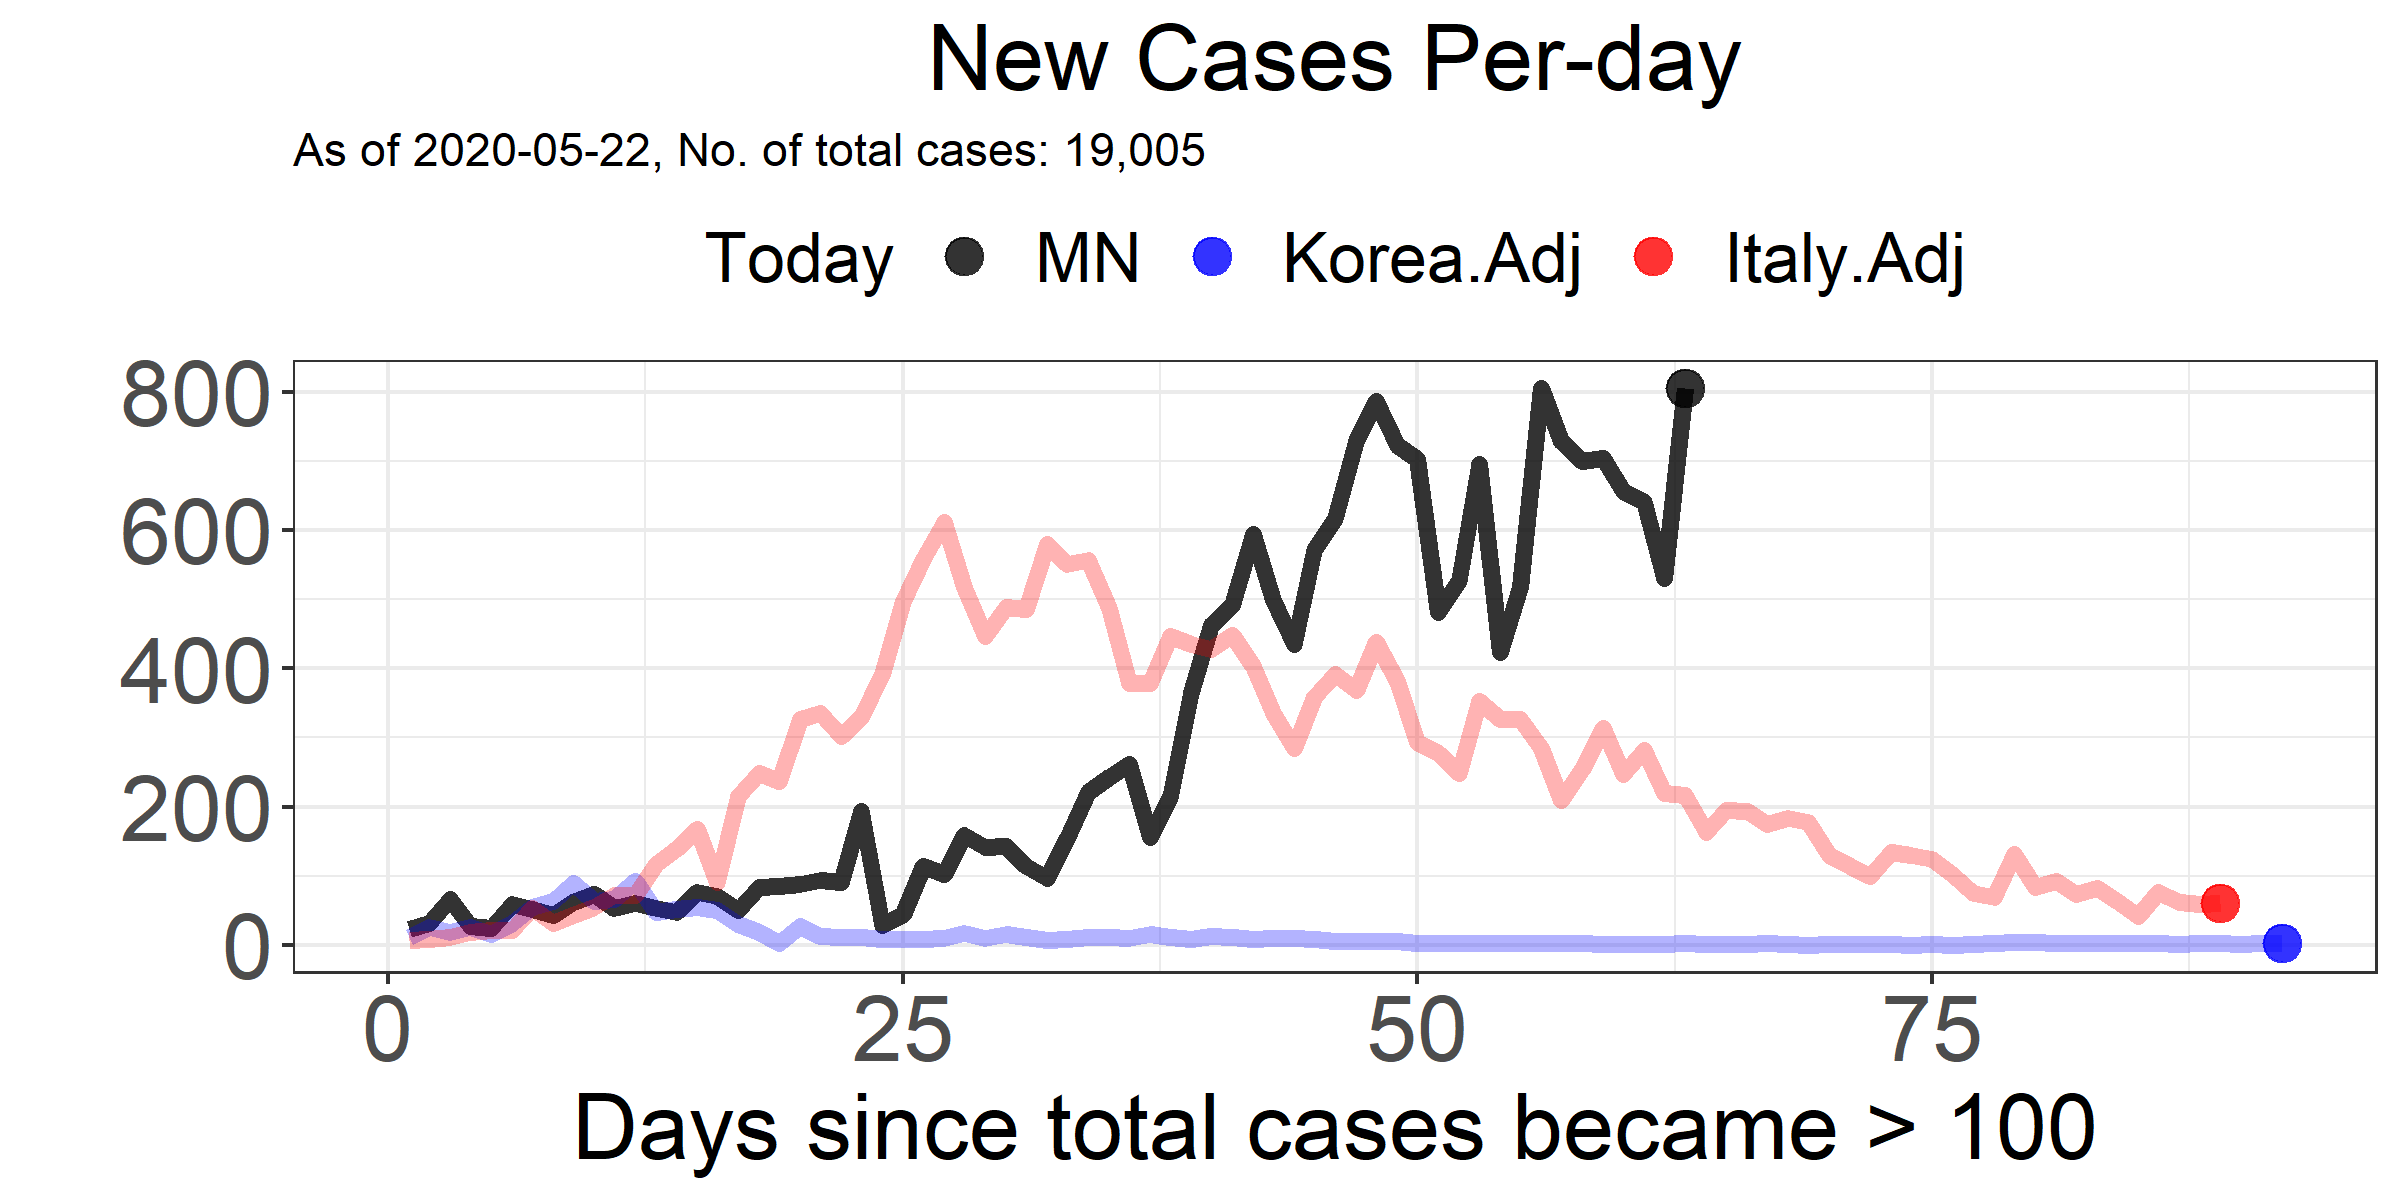 New Cases Per-day
As of 2020-05-22, No. of total cases: 19,005
Today MN Korea.Adj Italy.Adj
800
600
400
200
0
0 25 50 75
Days since total cases became > 100